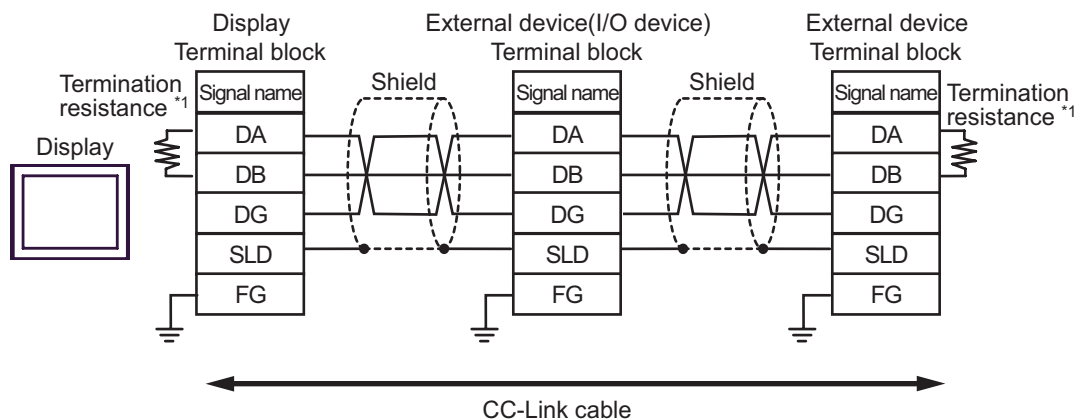 Display
Terminal block
External device(I/O device)
Terminal block
External device
Terminal block
Termination
resistance *1
Shield
Shield
Termination
resistance *1
Display
Signal name
DA
DB
DG
SLD
FG
Signal name
DA
DB
DG
SLD
FG
Signal name
DA
DB
DG
SLD
FG
CC-Link cable